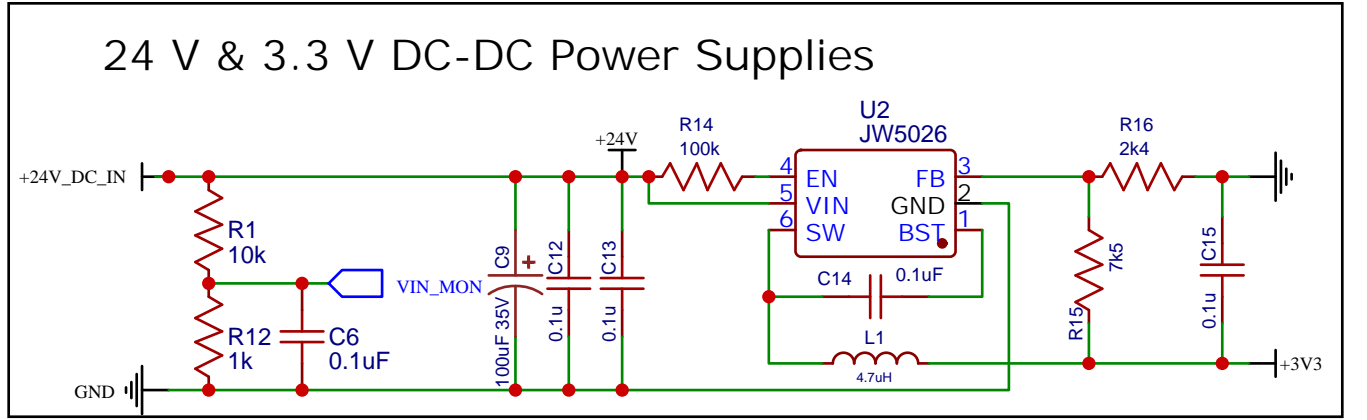 24 V & 3.3 V DC-DC Power Supplies
U2
JW5026
+24V
R14
100k
R16
2k4
+24V_DC_IN
4
EN
FB
3
5
VIN
GND
2
6
SW
BST
1
R1
10k
C9
+
100uF 35V
C12
0.1u
C13
0.1u
C14
0.1uF
R15
7k5
C15
0.1u
VIN_MON
R12
1k
C6
0.1uF
L1
4.7uH
+3V3
GND